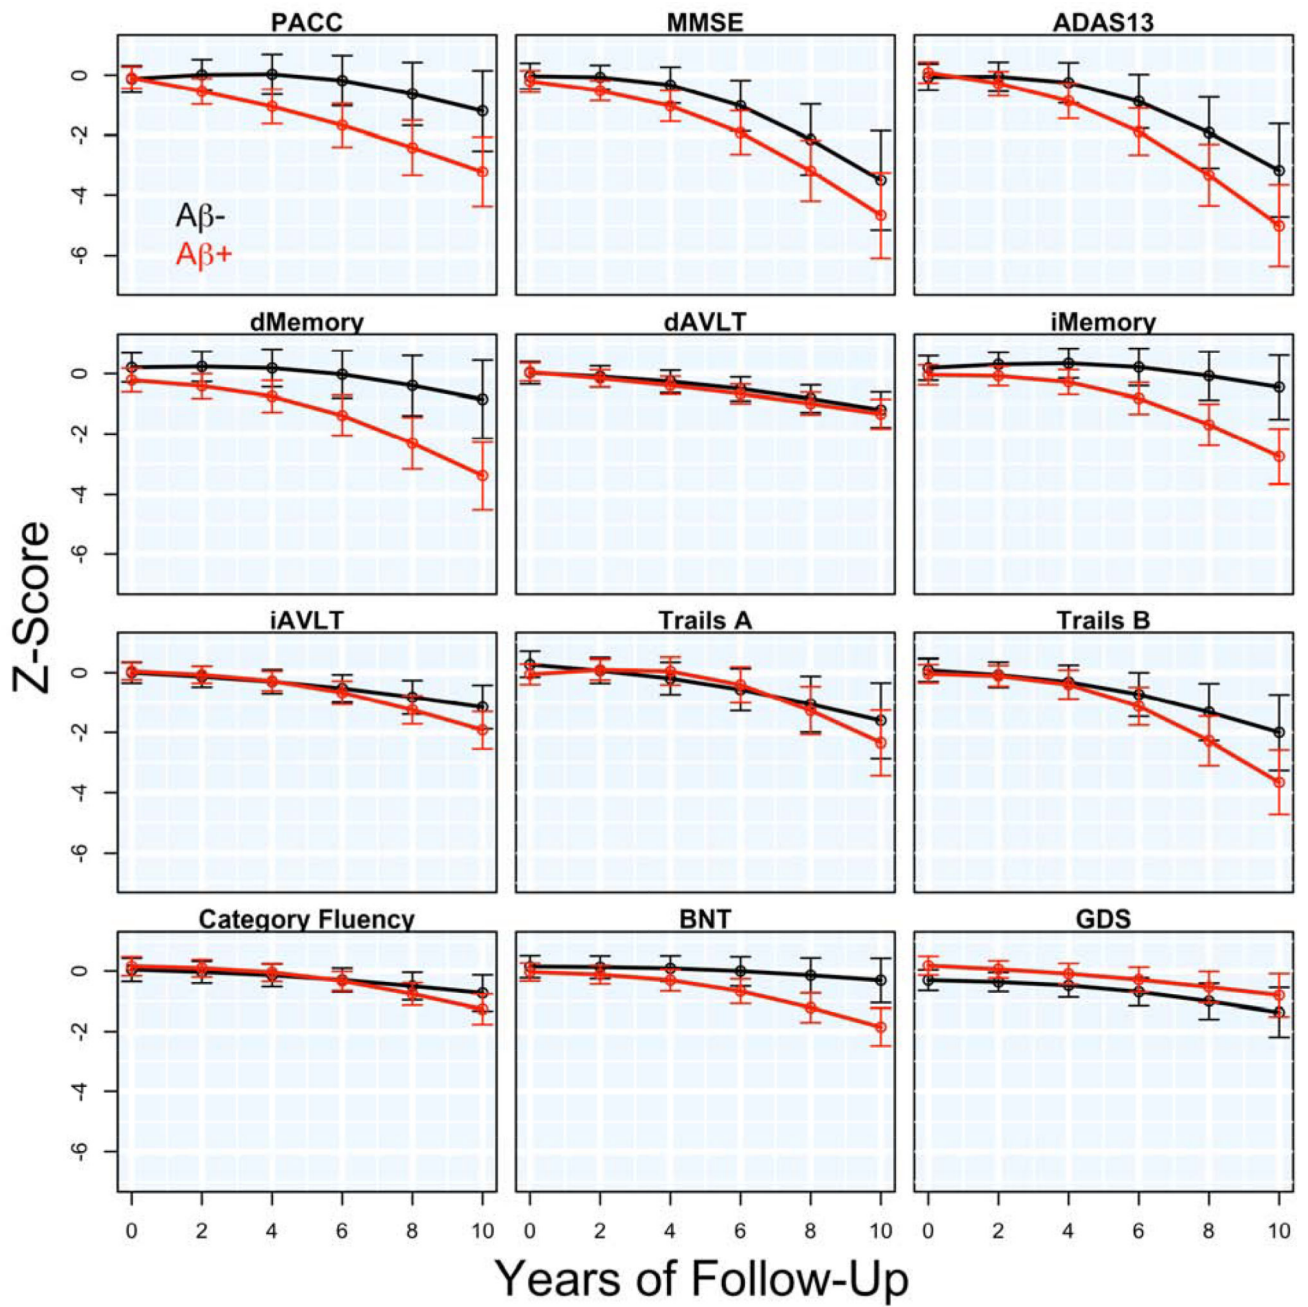 PACC MMSE ADAS13
0
-2
-4
-6
Aβ-
Aβ+
dMemory dAVLT iMemory
0
-2
-4
-6
iAVLT Trails A Trails B
0
-2
-4
-6
Category Fluency BNT GDS
0
-2
-4
-6
0 2 4 6 8 10 0 2 4 6 8 10 0 2 4 6 8 10
Z-Score
Years of Follow-Up